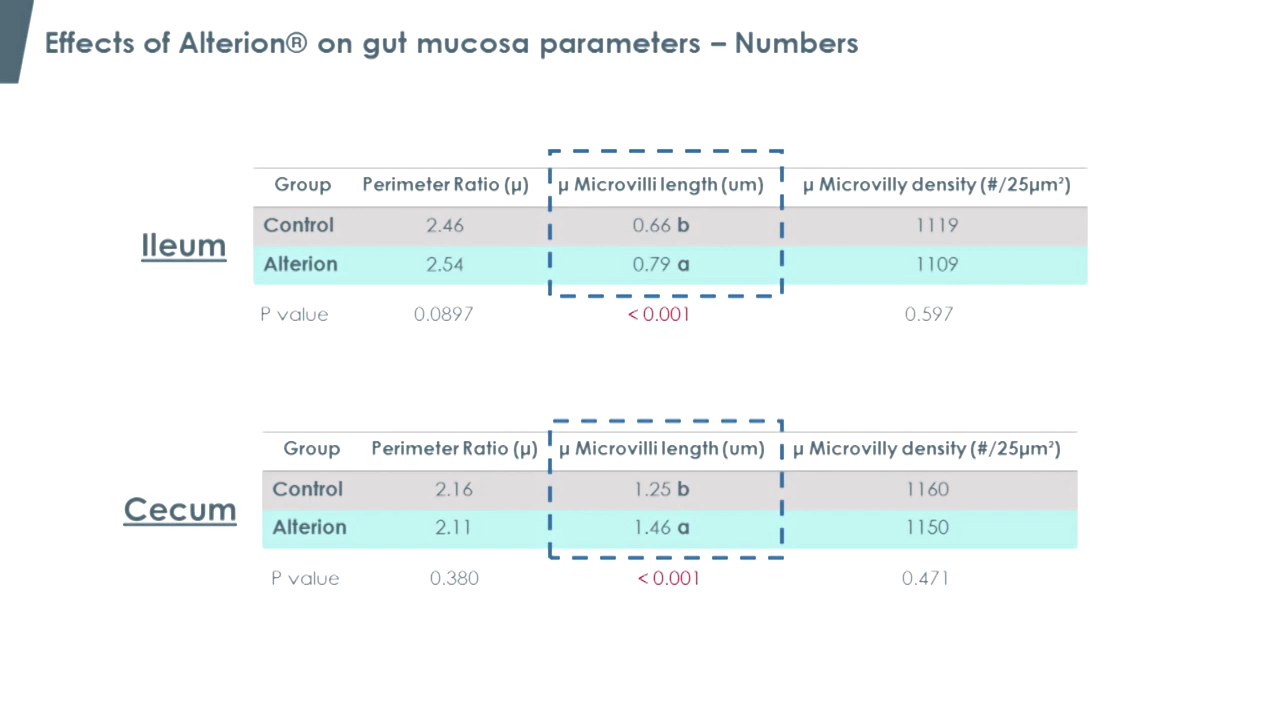 Effects of Alterion® on gut mucosa parameters – Numbers
Ileum
Group Perimeter Ratio (µ) µ Microvilli length (um) µ Microvilly density (#/25µm²)
Control 2.46 0.66 b 1119
Alterion 2.54 0.79 a 1109
P value 0.0897 < 0.001 0.597
Cecum
Group Perimeter Ratio (µ) µ Microvilli length (um) µ Microvilly density (#/25µm²)
Control 2.16 1.25 b 1160
Alterion 2.11 1.46 a 1150
P value 0.380 < 0.001 0.471